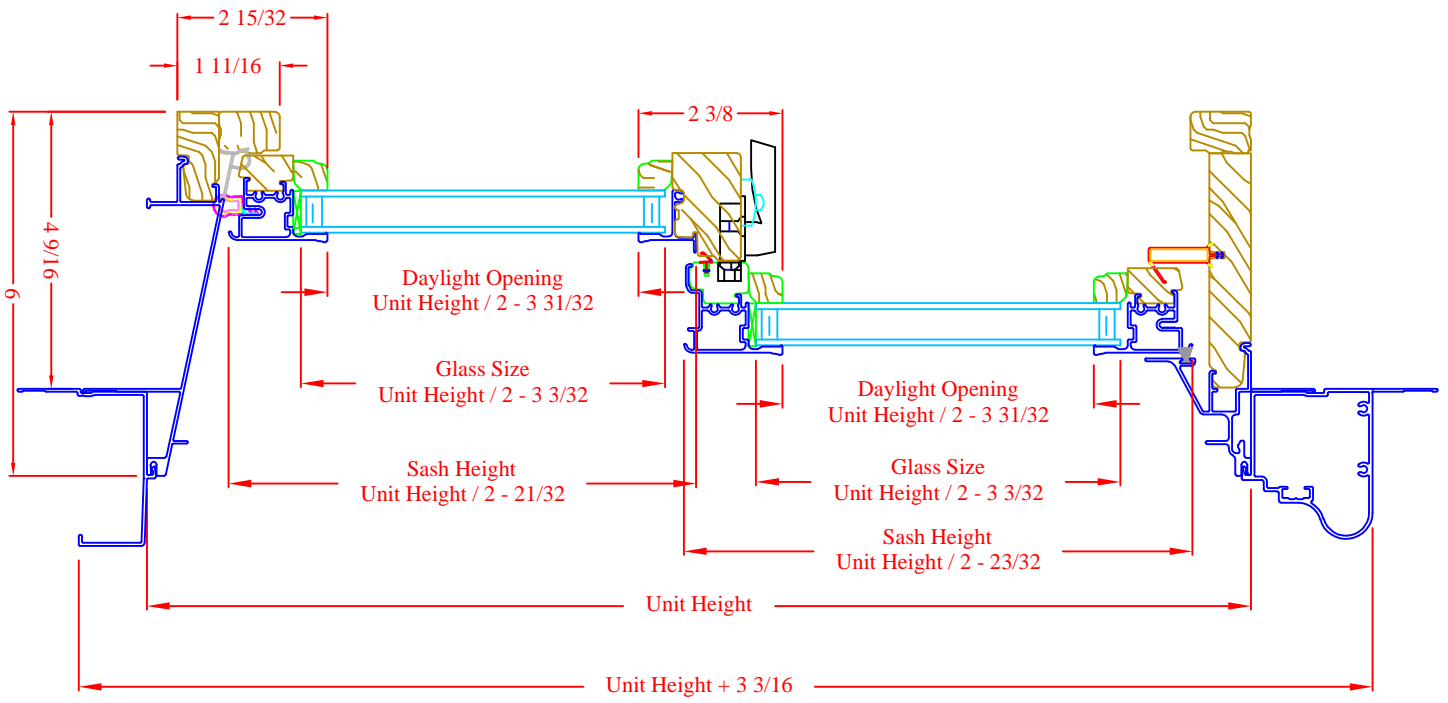 2 15/32
1 11/16
2 3/8
4 9/16
6
Daylight Opening
Unit Height / 2 - 3 31/32
Glass Size
Unit Height / 2 - 3 3/32
Daylight Opening
Unit Height / 2 - 3 31/32
Sash Height
Unit Height / 2 - 21/32
Glass Size
Unit Height / 2 - 3 3/32
Sash Height
Unit Height / 2 - 23/32
Unit Height
Unit Height + 3 3/16